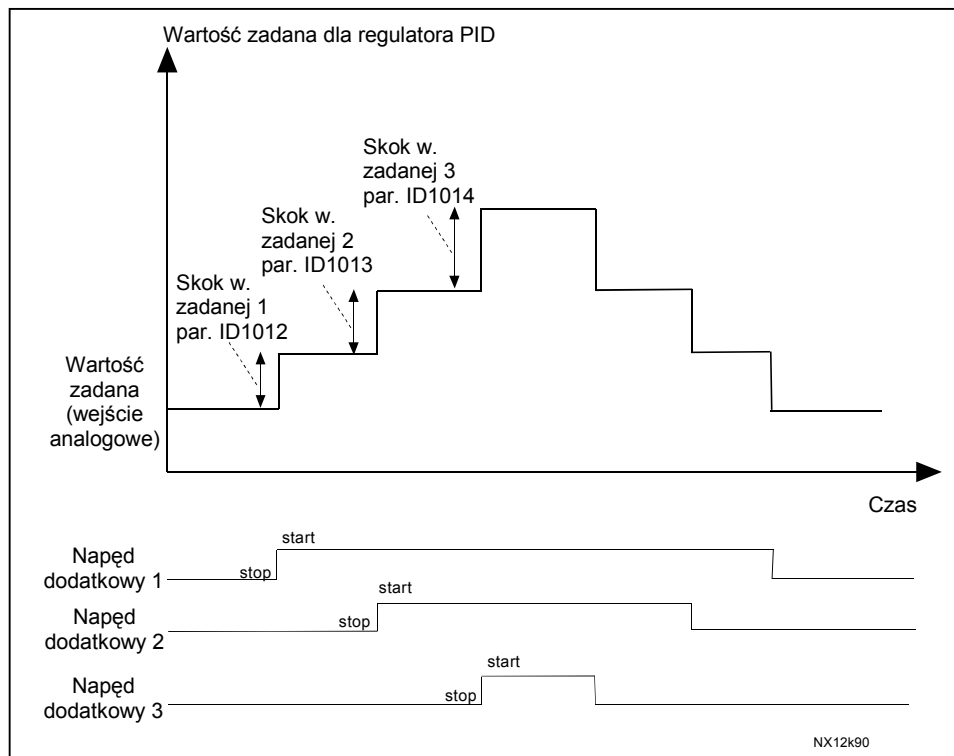 Wartość zadana dla regulatora PID
Skok w.
zadanej 3
par. ID1014
Skok w.
zadanej 2
par. ID1013
Skok w.
zadanej 1
par. ID1012
Wartość
zadana
(wejście
analogowe)
Czas
Napęd
dodatkowy 1
stop
start
Napęd
dodatkowy 2
stop
start
Napęd
dodatkowy 3
stop
start
NX12k90